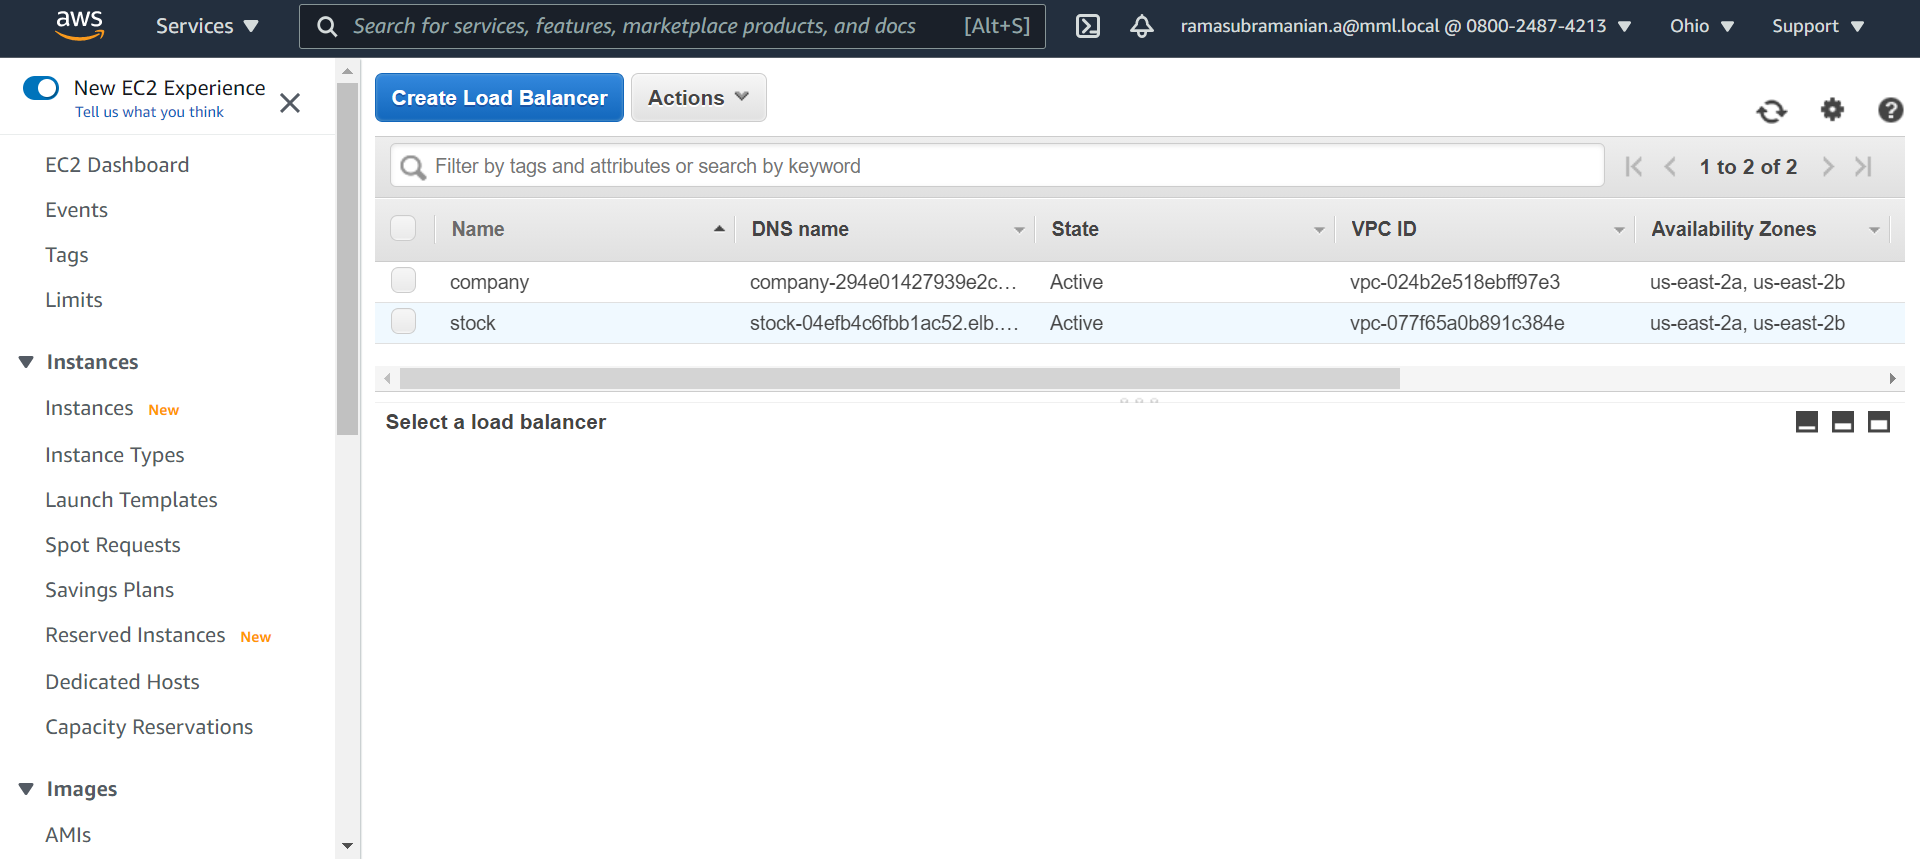 aws Services Search for services, features, marketplace products, and docs [Alt+S] ramasubramanian.a@mml.local @ 0800-2487-4213 Ohio Support
New EC2 Experience
Tell us what you think
EC2 Dashboard
Events
Tags
Limits
Instances
Instances New
Instance Types
Launch Templates
Spot Requests
Savings Plans
Reserved Instances New
Dedicated Hosts
Capacity Reservations
Images
AMIs
Create Load Balancer Actions
Filter by tags and attributes or search by keyword 1 to 2 of 2
Name DNS name State VPC ID Availability Zones
company company-294e01427939e2c... Active vpc-024b2e518ebff97e3 us-east-2a, us-east-2b
stock stock-04efb4c6fbb1ac52.elb.... Active vpc-077f65a0b891c384e us-east-2a, us-east-2b
Select a load balancer